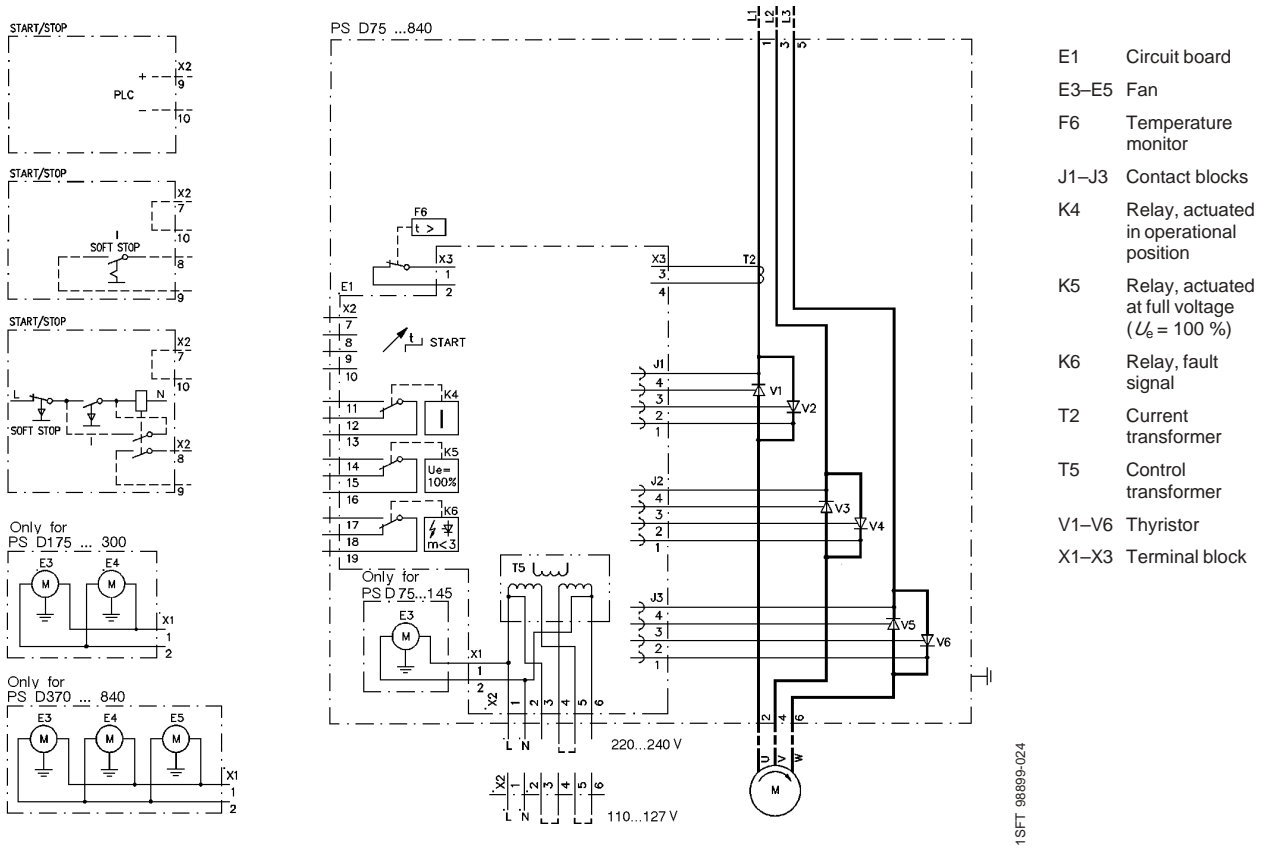 START/STOP
X2
+
9
PLC
–
10
START/STOP
X2
7
10
I
SOFT STOP
8
9
START/STOP
X2
7
10
L
N
SOFT STOP
I
X2
8
9
Only for
PS D175 ... 300
E3
E4
M
M
X1
1
2
Only for
PS D370 ... 840
E3
E4
E5
M
M
M
X1
1
2
PS D75 ...840
L1
L2
L3
1
3
5
F6
t >
X3
1
2
X3
3
4
T2
E1
X2
7
8
9
10
t
START
11
12
13
K4
I
14
15
16
K5
Ue=
100%
17
18
19
K6
m<3
J1
4
3
2
1
V1
V2
J2
4
3
2
1
V3
V4
J3
4
3
2
1
V5
V6
T5
Only for
PS D 75...145
E3
M
X1
1
2
X2
1
2
3
4
5
6
L N
220...240 V
X2
1
2
3
4
5
6
L N
110...127 V
2
4
6
U
V
W
M
1SFT 98899-024
E1 Circuit board
E3–E5 Fan
F6 Temperature
monitor
J1–J3 Contact blocks
K4 Relay, actuated
in operational
position
K5 Relay, actuated
at full voltage
(Ue = 100 %)
K6 Relay, fault
signal
T2 Current
transformer
T5 Control
transformer
V1–V6 Thyristor
X1–X3 Terminal block